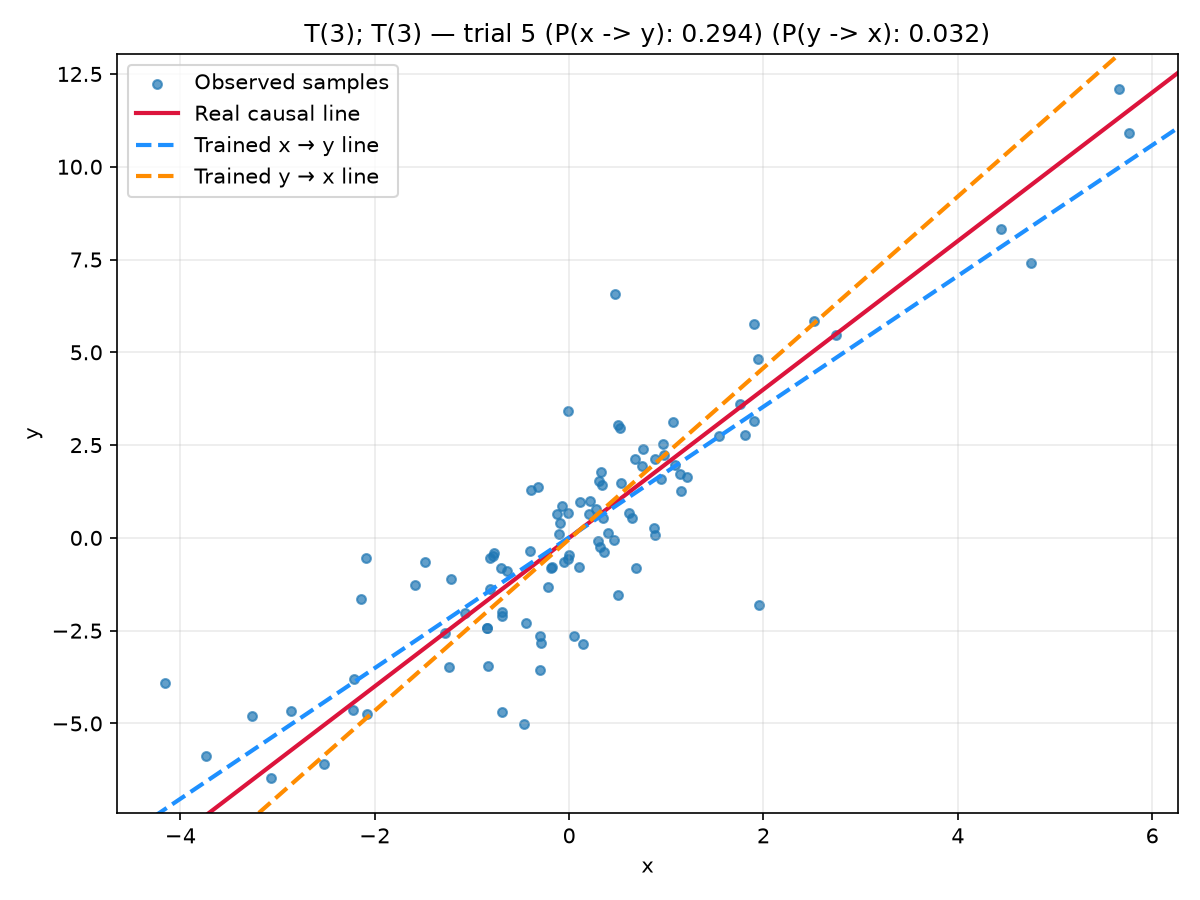 T(3); T(3) — trial 5 (P(x -> y): 0.294) (P(y -> x): 0.032)
Observed samples
Real causal line
Trained x → y line
Trained y → x line
12.5
10.0
7.5
5.0
2.5
0.0
−2.5
−5.0
y
−4
−2
0
2
4
6
x